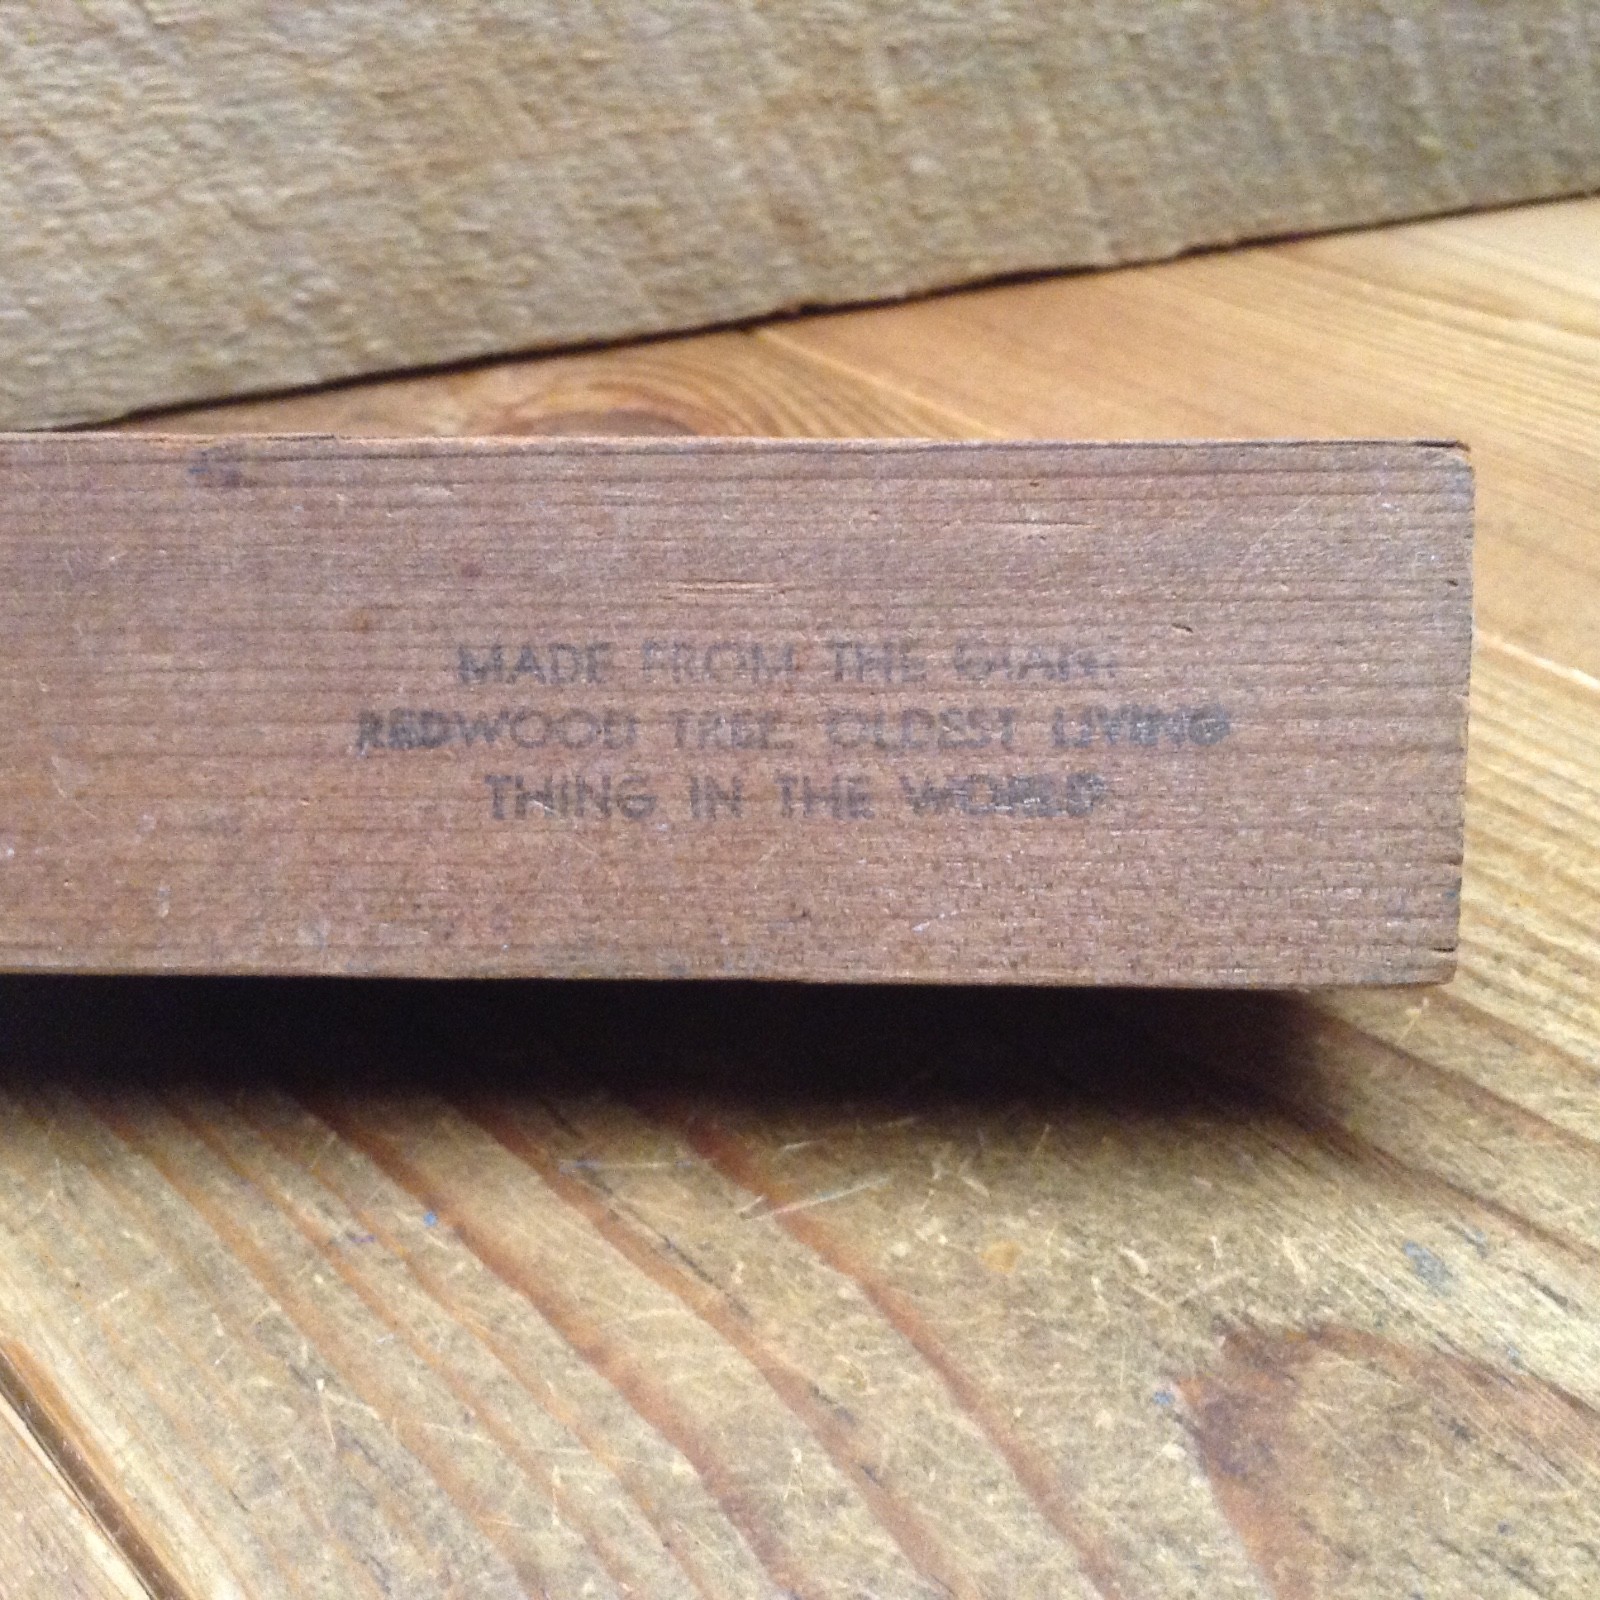 MADE FROM THE GIANT
REDWOOD TREE OLDEST LIVING
THING IN THE WORLD